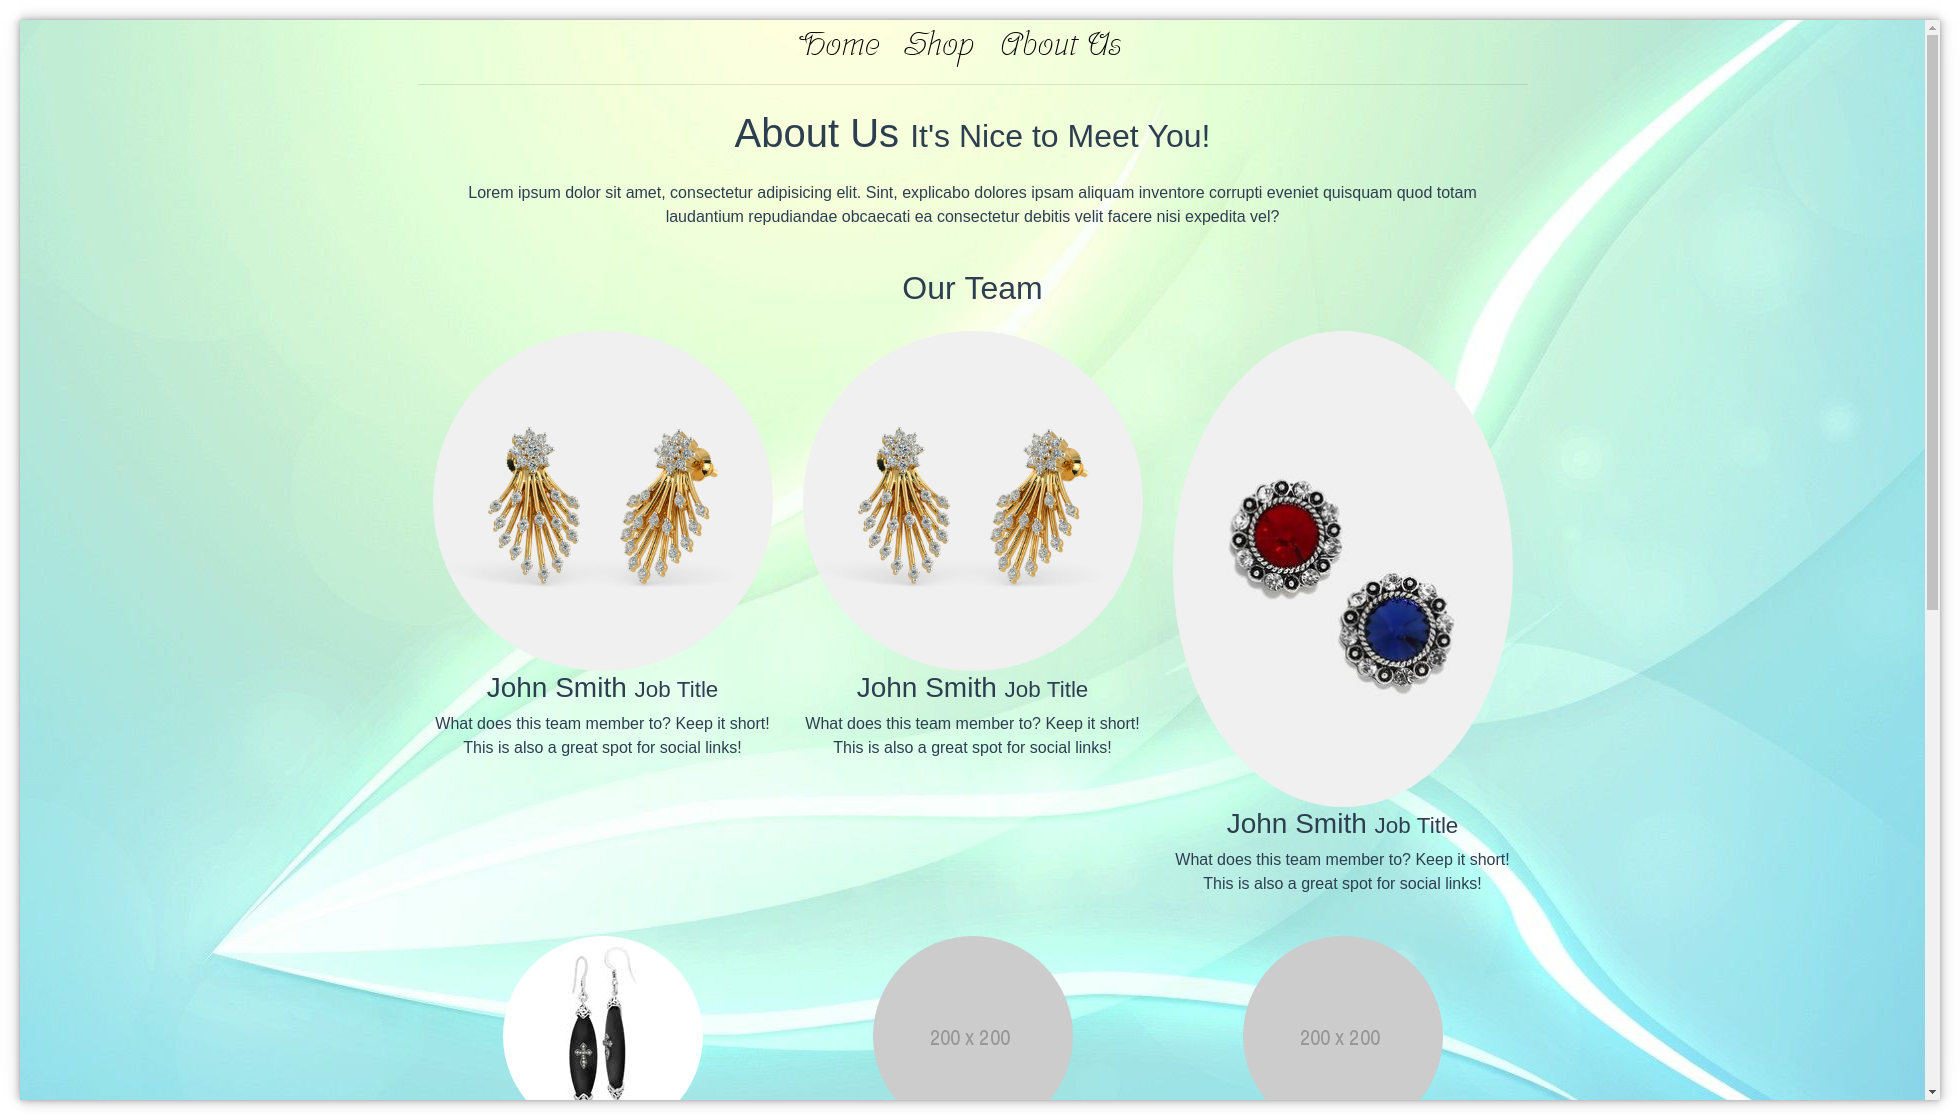 Home Shop About Us
About Us It's Nice to Meet You!
Lorem ipsum dolor sit amet, consectetur adipisicing elit. Sint, explicabo dolores ipsam aliquam inventore corrupti eveniet quisquam quod totam
laudantium repudiandae obcaecati ea consectetur debitis velit facere nisi expedita vel?
Our Team
John Smith Job Title
What does this team member to? Keep it short!
This is also a great spot for social links!
John Smith Job Title
What does this team member to? Keep it short!
This is also a great spot for social links!
John Smith Job Title
What does this team member to? Keep it short!
This is also a great spot for social links!
200 x 200
200 x 200